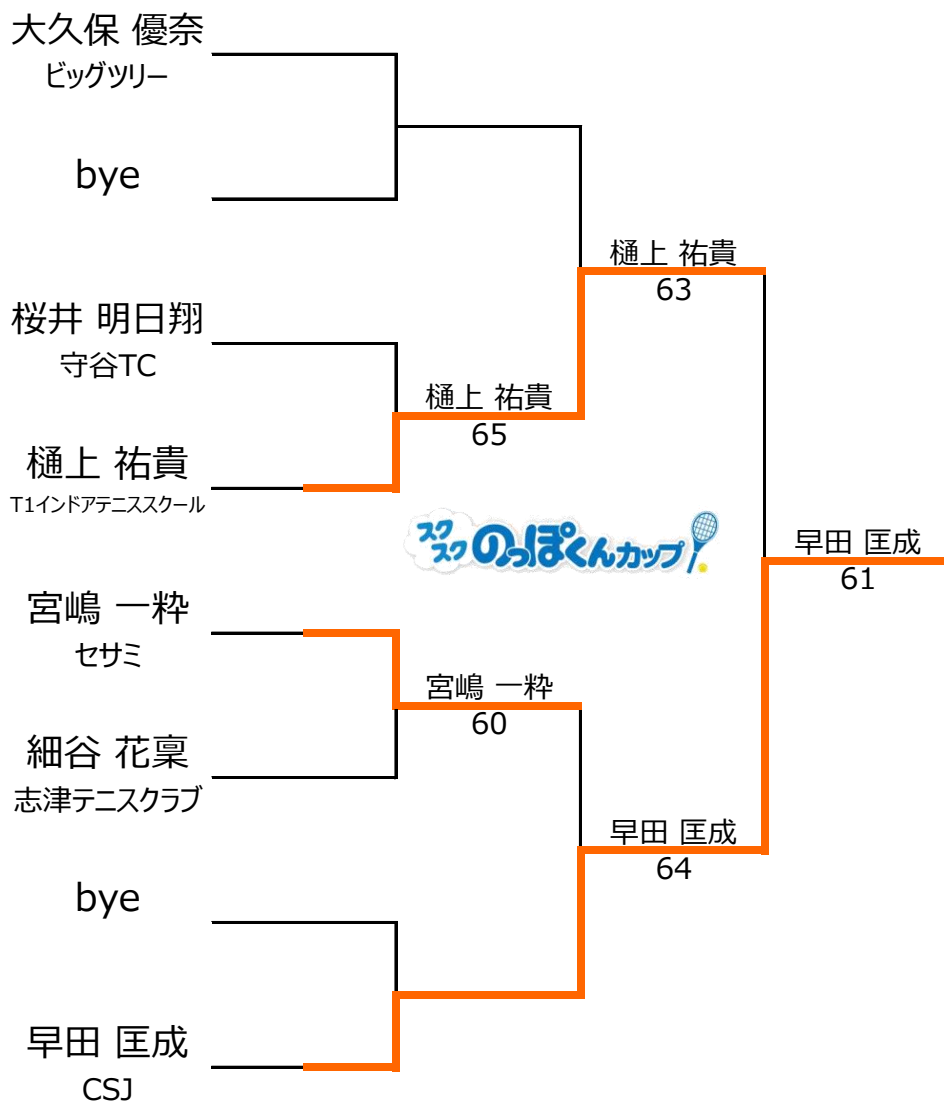 大久保 優奈
ビッグツリー
bye
樋上 祐貴
63
桜井 明日翔
守谷TC
樋上 祐貴
65
樋上 祐貴
T1インドアテニススクール
スクスク のっぽくんカップ
早田 匡成
61
宮嶋 一粋
セサミ
宮嶋 一粋
60
細谷 花稟
志津テニスクラブ
早田 匡成
64
bye
早田 匡成
CSJ